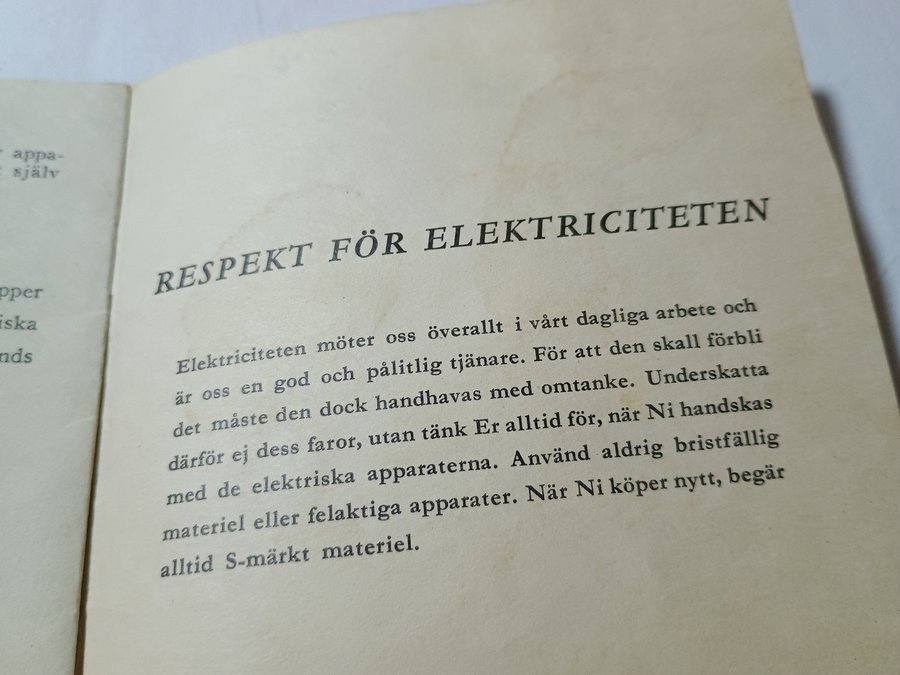 appa-
själv
pper
iska
nds
RESPEKT FÖR ELEKTRICITETEN
Elektriciteten möter oss överallt i vårt dagliga arbete och
är oss en god och pålitlig tjänare. För att den skall förbli
det måste den dock handhavas med omtanke. Underskatta
därför ej dess faror, utan tänk Er alltid för, när Ni handskas
med de elektriska apparaterna. Använd aldrig bristfällig
materiel eller felaktiga apparater. När Ni köper nytt, begär
alltid S-märkt materiel.